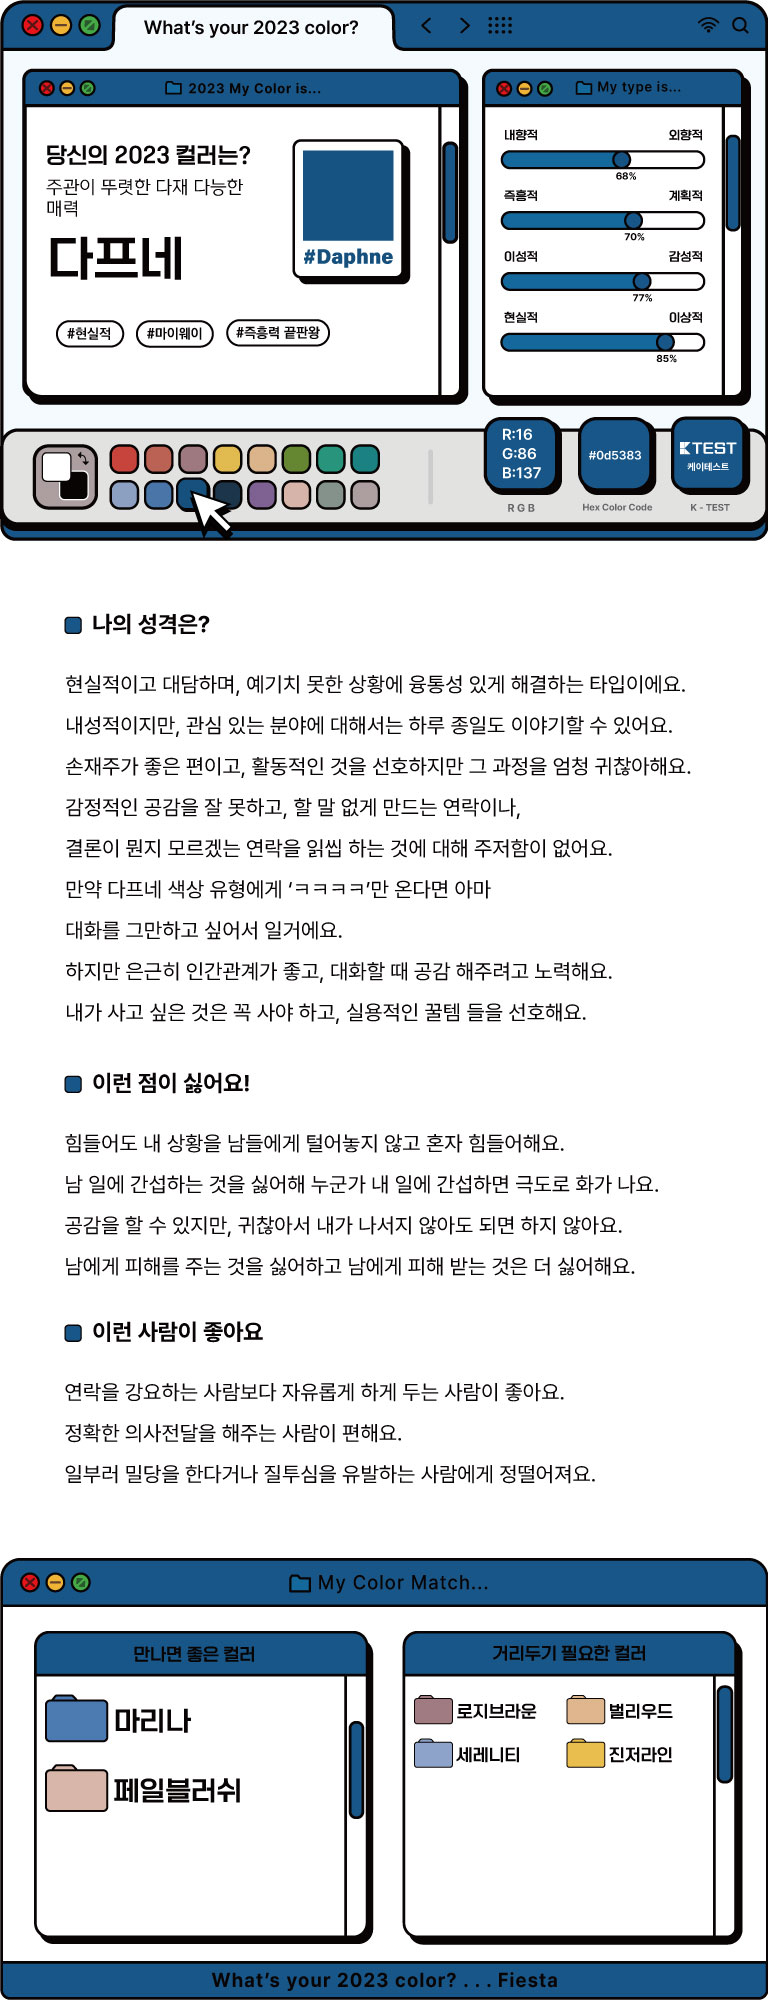 What's your 2023 color?
2023 My Color is...
당신의 2023 컬러는?
주관이 뚜렷한 다재 다능한
매력
다프네
#Daphne
#현실적 #마이웨이 #즉흥력 끝판왕
My type is...
내향적 외향적
68%
즉흥적 계획적
70%
이성적 감성적
77%
현실적 이상적
85%
R:16
G:86
B:137
RGB
#0d5383
Hex Color Code
KTEST
케이테스트
K - TEST
나의 성격은?
현실적이고 대담하며, 예기치 못한 상황에 융통성 있게 해결하는 타입이에요.
내성적이지만, 관심 있는 분야에 대해서는 하루 종일도 이야기할 수 있어요.
손재주가 좋은 편이고, 활동적인 것을 선호하지만 그 과정을 엄청 귀찮아해요.
감정적인 공감을 잘 못하고, 할 말 없게 만드는 연락이나,
결론이 뭔지 모르겠는 연락을 읽씹 하는 것에 대해 주저함이 없어요.
만약 다프네 색상 유형에게 ‘ㅋㅋㅋㅋ’만 온다면 아마
대화를 그만하고 싶어서 일거에요.
하지만 은근히 인간관계가 좋고, 대화할 때 공감 해주려고 노력해요.
내가 사고 싶은 것은 꼭 사야 하고, 실용적인 꿀템 들을 선호해요.
이런 점이 싫어요!
힘들어도 내 상황을 남들에게 털어놓지 않고 혼자 힘들어해요.
남 일에 간섭하는 것을 싫어해 누군가 내 일에 간섭하면 극도로 화가 나요.
공감을 할 수 있지만, 귀찮아서 내가 나서지 않아도 되면 하지 않아요.
남에게 피해를 주는 것을 싫어하고 남에게 피해 받는 것은 더 싫어해요.
이런 사람이 좋아요
연락을 강요하는 사람보다 자유롭게 하게 두는 사람이 좋아요.
정확한 의사전달을 해주는 사람이 편해요.
일부러 밀당을 한다거나 질투심을 유발하는 사람에게 정떨어져요.
My Color Match...
만나면 좋은 컬러
마리나
페일블러쉬
거리두기 필요한 컬러
로지브라운 벌리우드
세레니티 진저라인
What's your 2023 color? . . . Fiesta